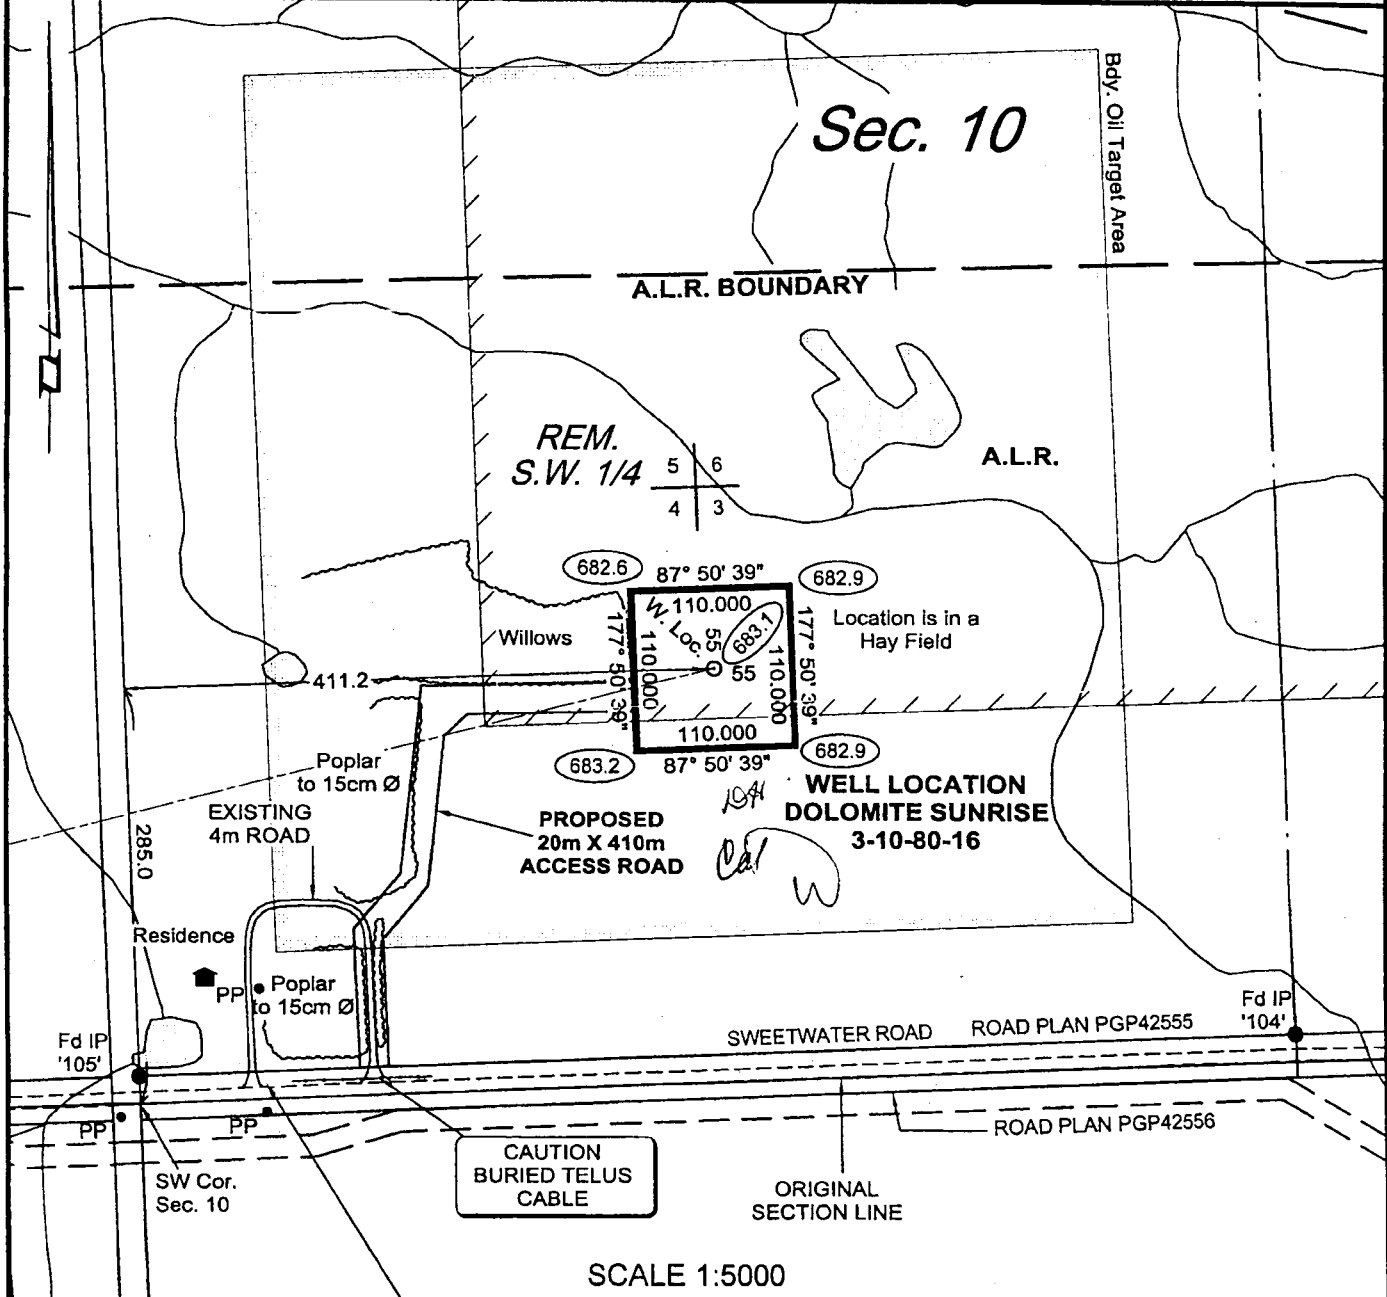 Sec. 10
Bdy. Oil Target Area
A.L.R. BOUNDARY
REM.
S.W. 1/4
5 6
4 3
A.L.R.
682.6
87° 50' 39"
682.9
110.000
W. Loc.
55
683.1
177° 50' 39"
110.000
110.000
177° 50' 39"
Location is in a
Hay Field
Willows
411.2
55
110.000
683.2
87° 50' 39"
682.9
Poplar
to 15cm Ø
EXISTING
4m ROAD
285.0
PROPOSED
20m X 410m
ACCESS ROAD
WELL LOCATION
DOLOMITE SUNRISE
3-10-80-16
Cal
W
Residence
PP
Poplar
to 15cm Ø
Fd IP
'105'
Fd IP
'104'
SWEETWATER ROAD
ROAD PLAN PGP42555
PP
PP
ROAD PLAN PGP42556
SW Cor.
Sec. 10
CAUTION
BURIED TELUS
CABLE
ORIGINAL
SECTION LINE
SCALE 1:5000